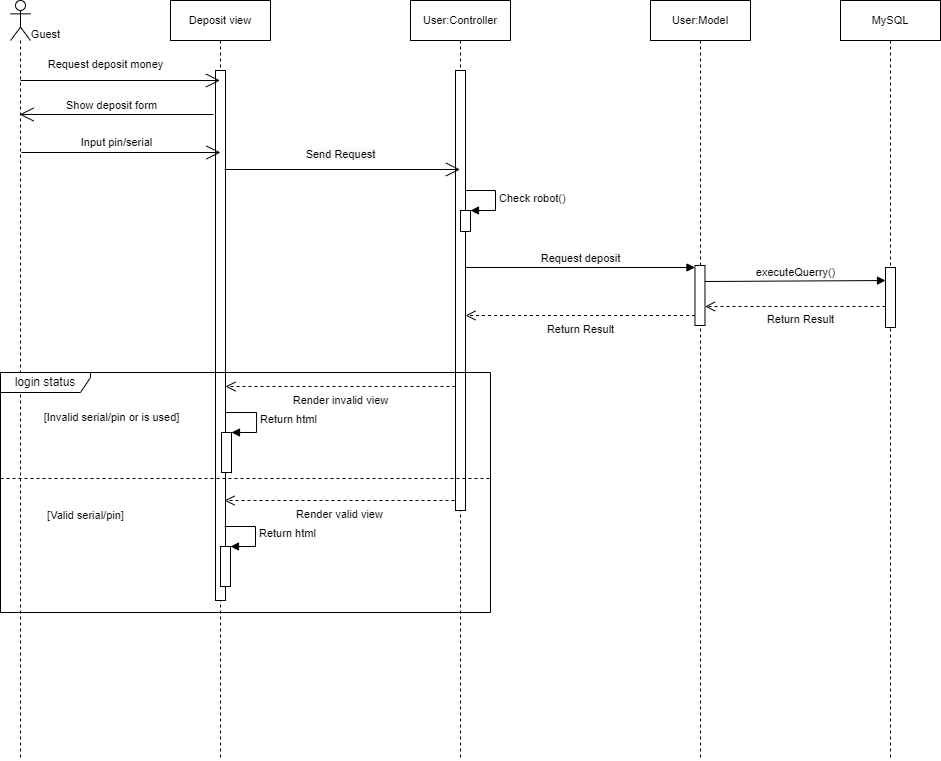 Guest
Deposit view
User:Controller
User:Model
MySQL
Request deposit money
Show deposit form
Input pin/serial
Send Request
Check robot()
Request deposit
executeQuerry()
Return Result
Return Result
login status
Render invalid view
[Invalid serial/pin or is used]
Return html
Render valid view
[Valid serial/pin]
Return html